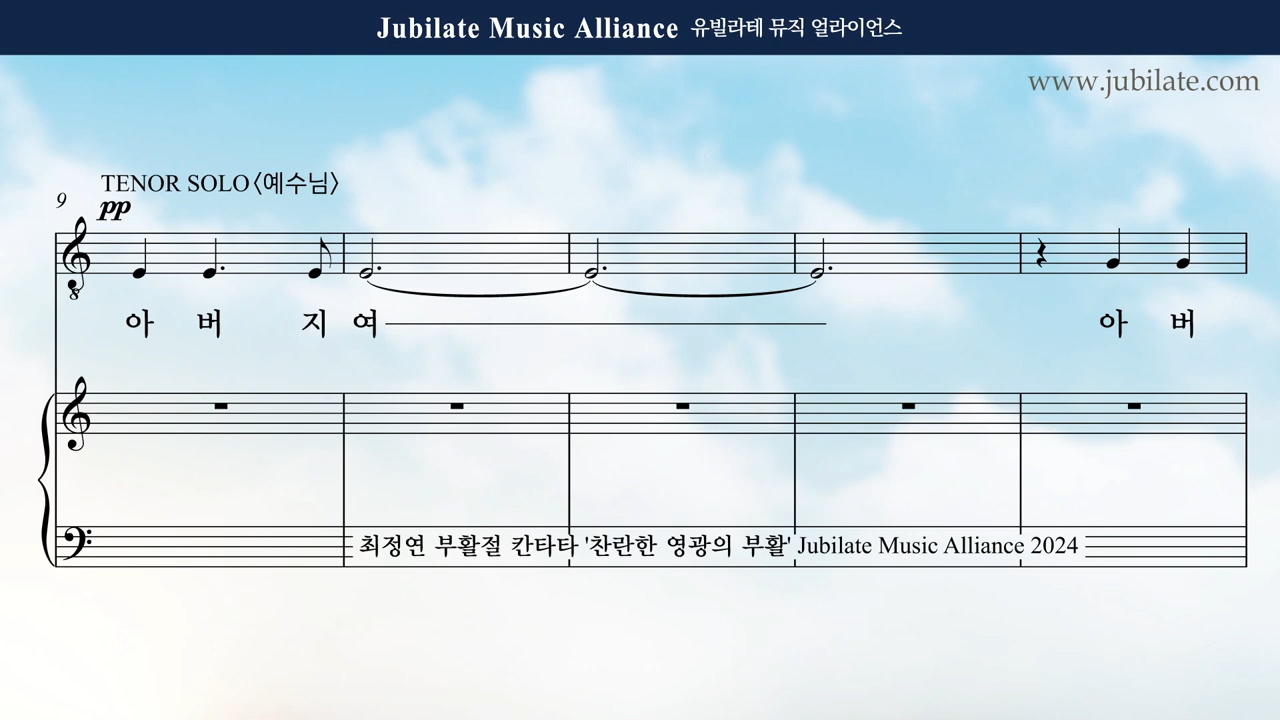 Jubilate Music Alliance 유빌라테 뮤직 얼라이언스
www.jubilate.com
TENOR SOLO〈예수님〉
9
pp
8
아 버 지 여 아 버
최정연 부활절 칸타타 '찬란한 영광의 부활' Jubilate Music Alliance 2024